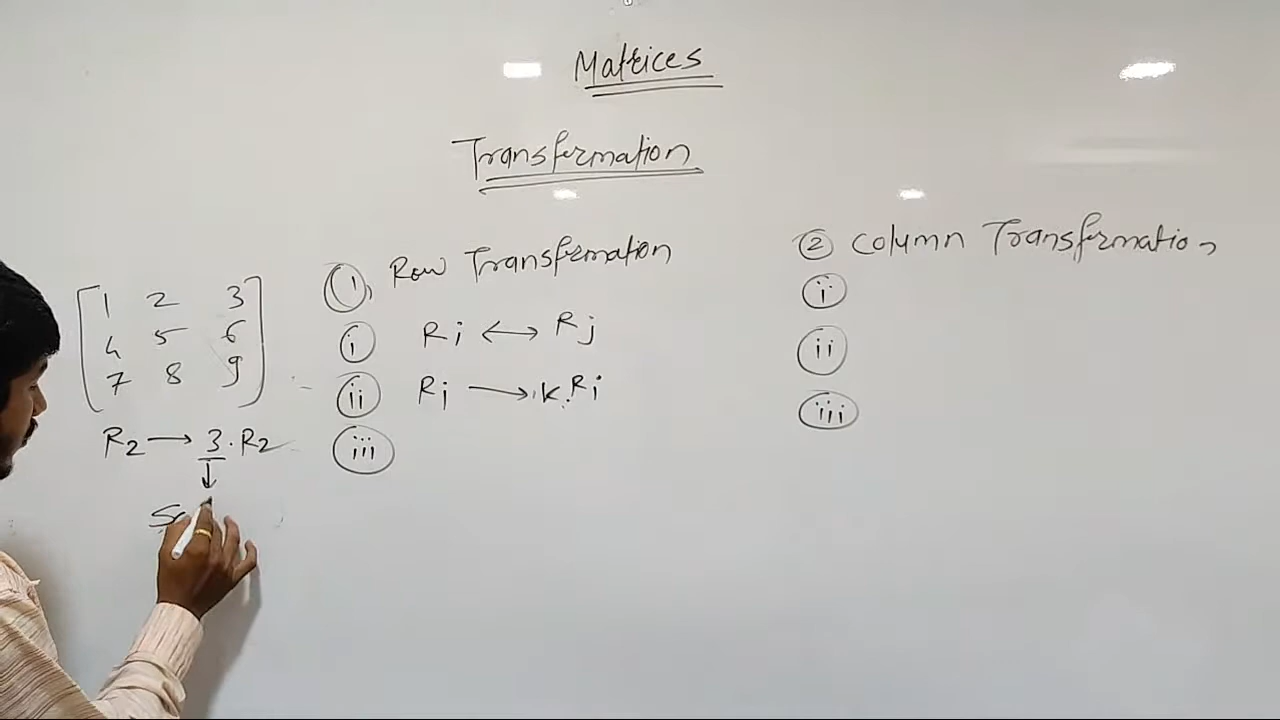 Matrices
Transformation
1 2 3
4 5 6
7 8 9
R2 → 3 . R2
↓
Sc
① Row Transformation
ⓘ Ri ↔ Rj
ii Ri → k.Ri
iii
② Column Transformation
i
ii
iii